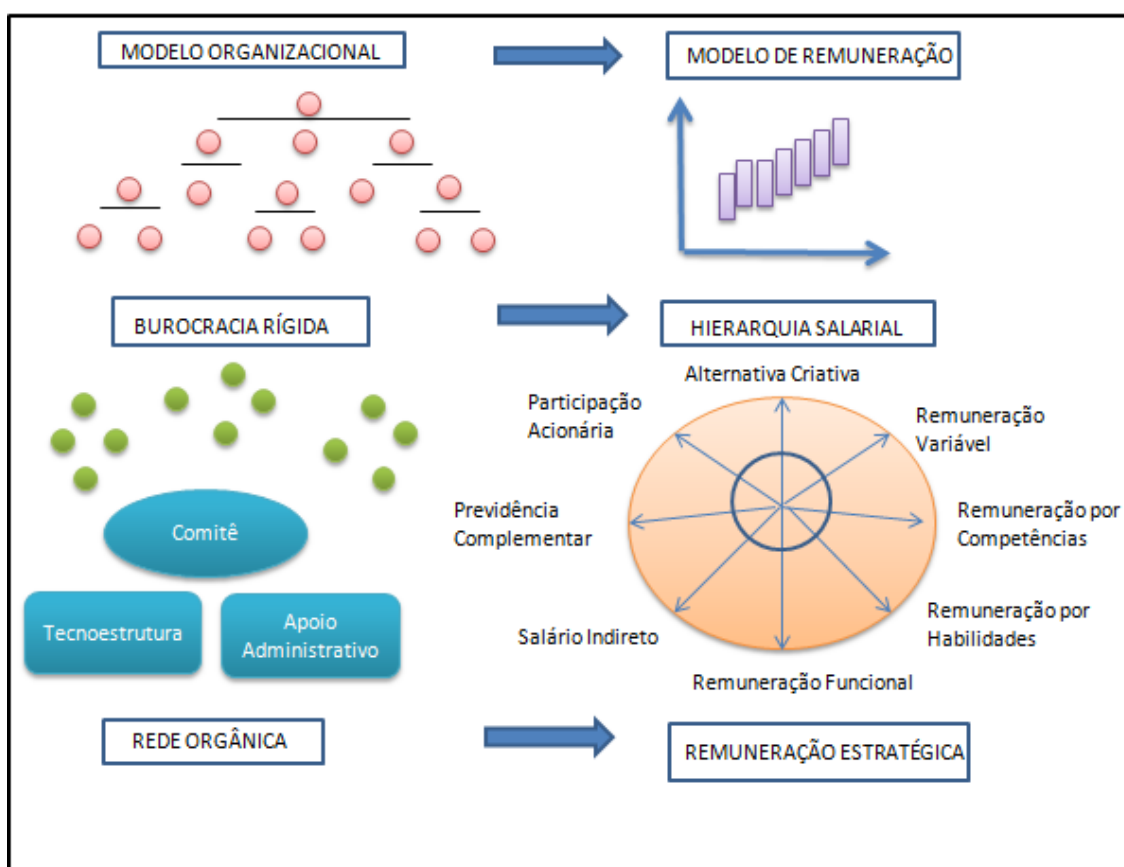 MODELO ORGANIZACIONAL
MODELO DE REMUNERAÇÃO
BUROCRACIA RÍGIDA
HIERARQUIA SALARIAL
Alternativa Criativa
Participação
Acionária
Remuneração
Variável
Previdência
Complementar
Remuneração por
Competências
Salário Indireto
Remuneração por
Habilidades
Remuneração Funcional
Comitê
Tecnoestrutura
Apoio
Administrativo
REDE ORGÂNICA
REMUNERAÇÃO ESTRATÉGICA